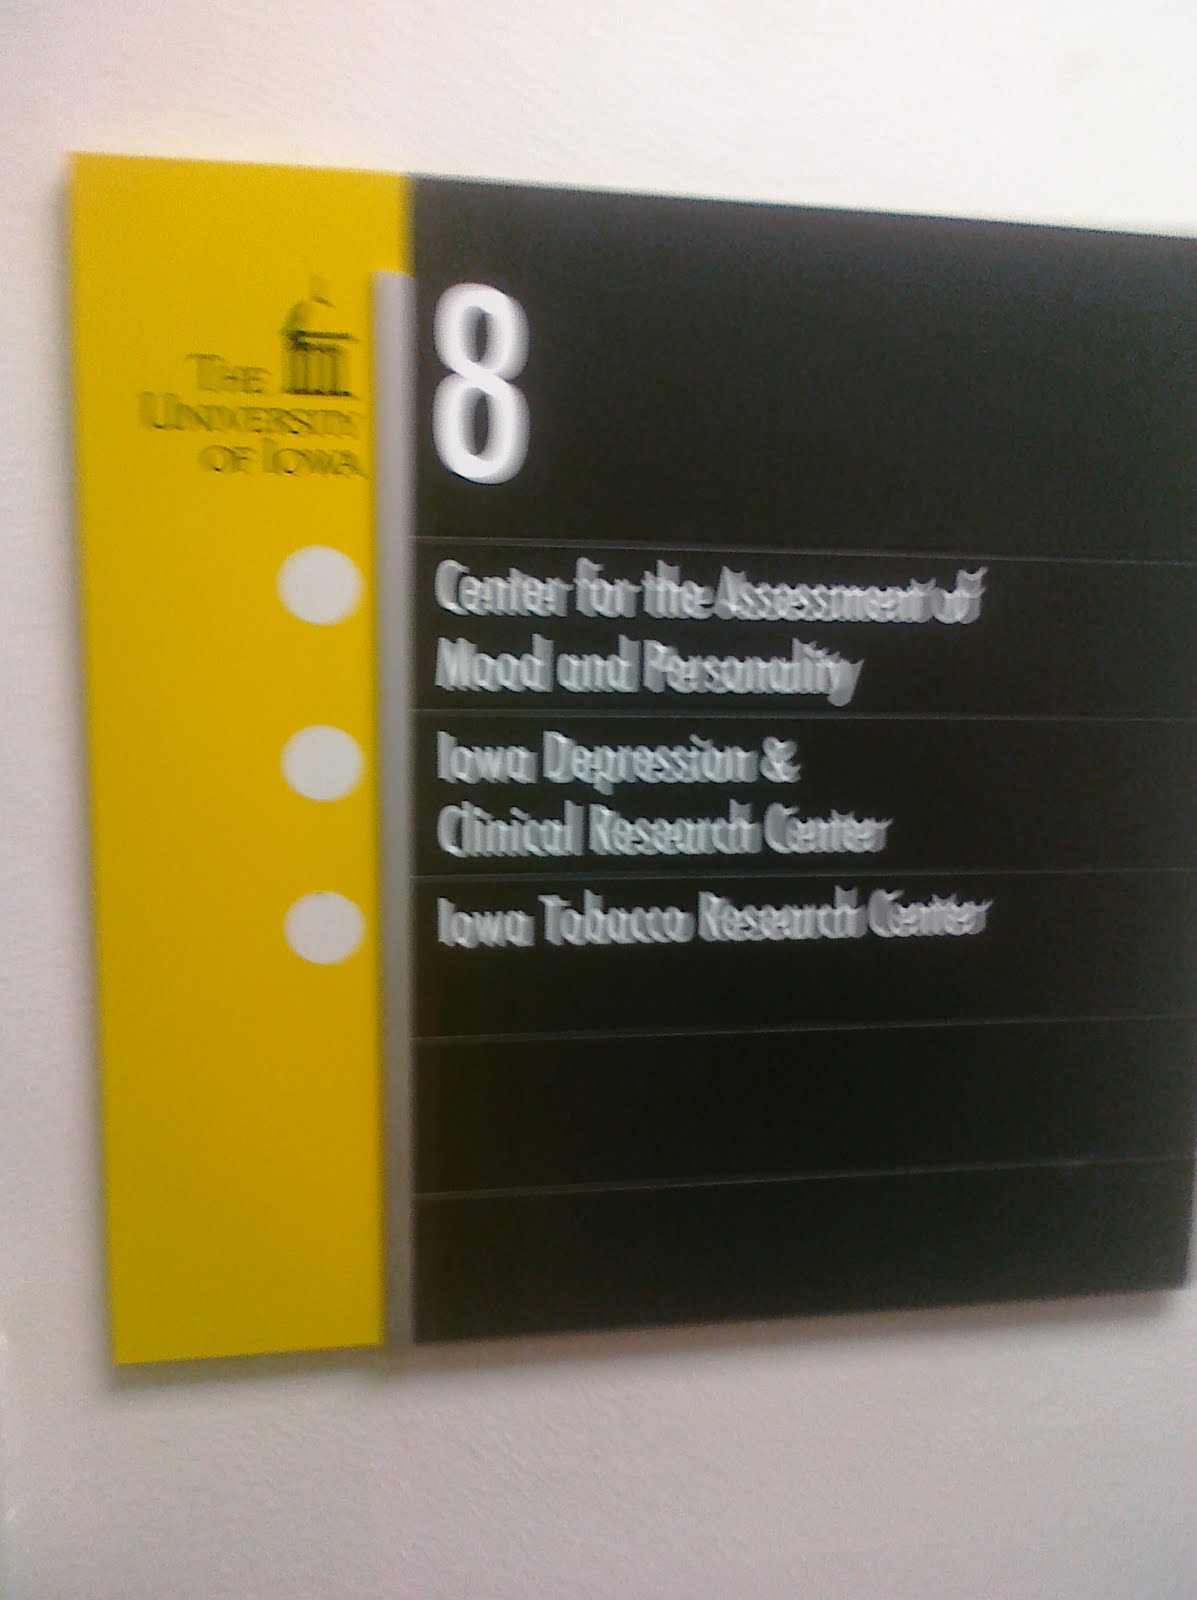 The
University
of Iowa
8
Center for the Assessment of
Mood and Personality
Iowa Depression &
Clinical Research Center
Iowa Tobacco Research Center